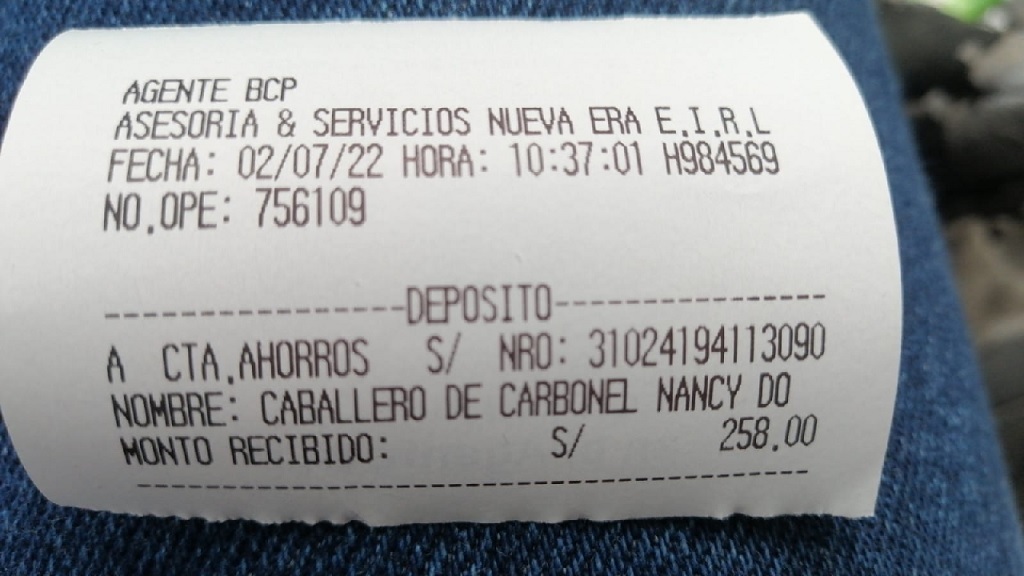 AGENTE BCP
ASESORIA & SERVICIOS NUEVA ERA E.I.R.L
FECHA: 02/07/22 HORA: 10:37:01 H984569
NO.OPE: 756109
---------------DEPOSITO---------------
A CTA.AHORROS S/ NRO: 31024194113090
NOMBRE: CABALLERO DE CARBONEL NANCY DO
MONTO RECIBIDO: S/ 258.00
--------------------------------------